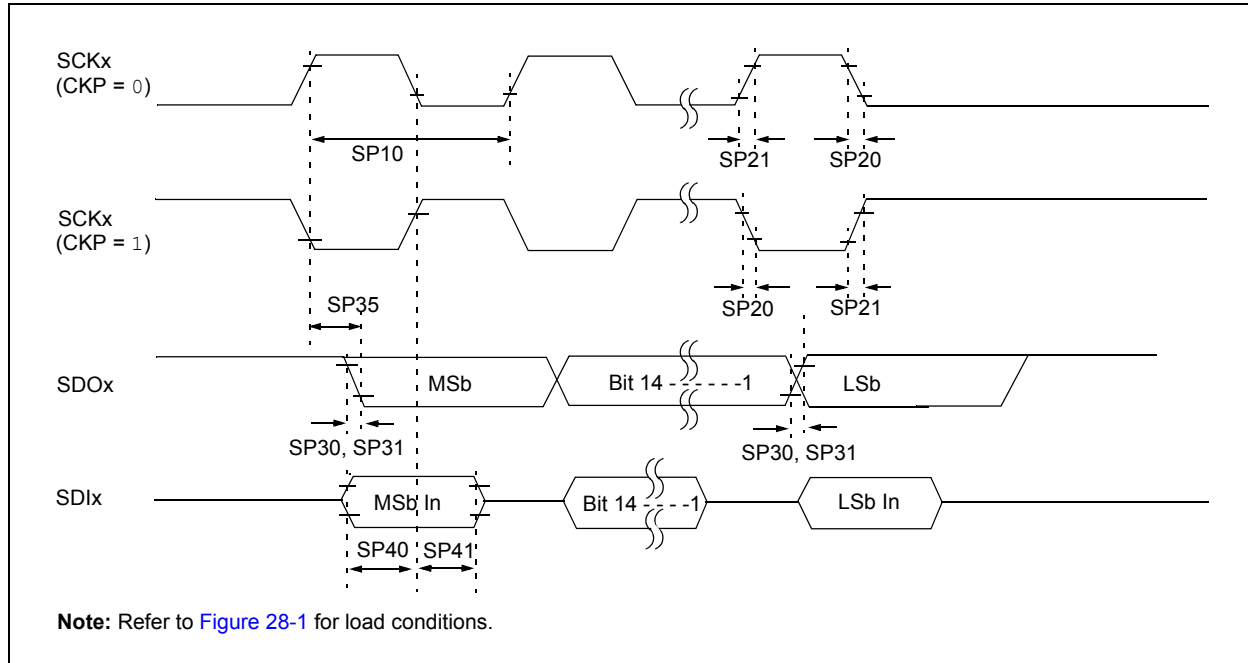 SCKx
(CKP = 0)
SP10
SP21
SP20
SCKx
(CKP = 1)
SP35
SP20
SP21
SDOx
MSb
Bit 14 - - - - - -1
LSb
SP30, SP31
SP30, SP31
SDIx
MSb In
Bit 14 - - - -1
LSb In
SP40
SP41
Note: Refer to Figure 28-1 for load conditions.